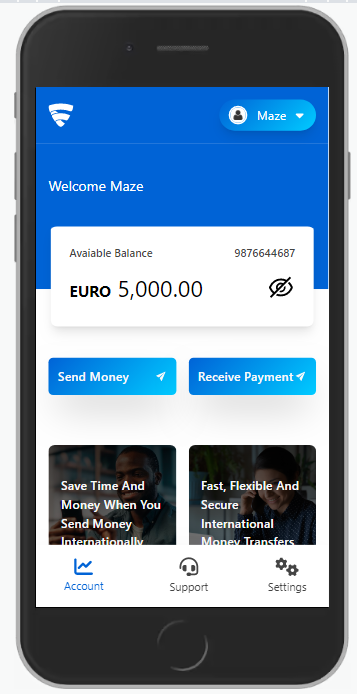 Maze
Welcome Maze
Avaiable Balance
9876644687
EURO 5,000.00
Send Money
Receive Payment
Save Time And
Money When You
Send Money
Internationally
Fast, Flexible And
Secure
International
Money Transfers
Account
Support
Settings